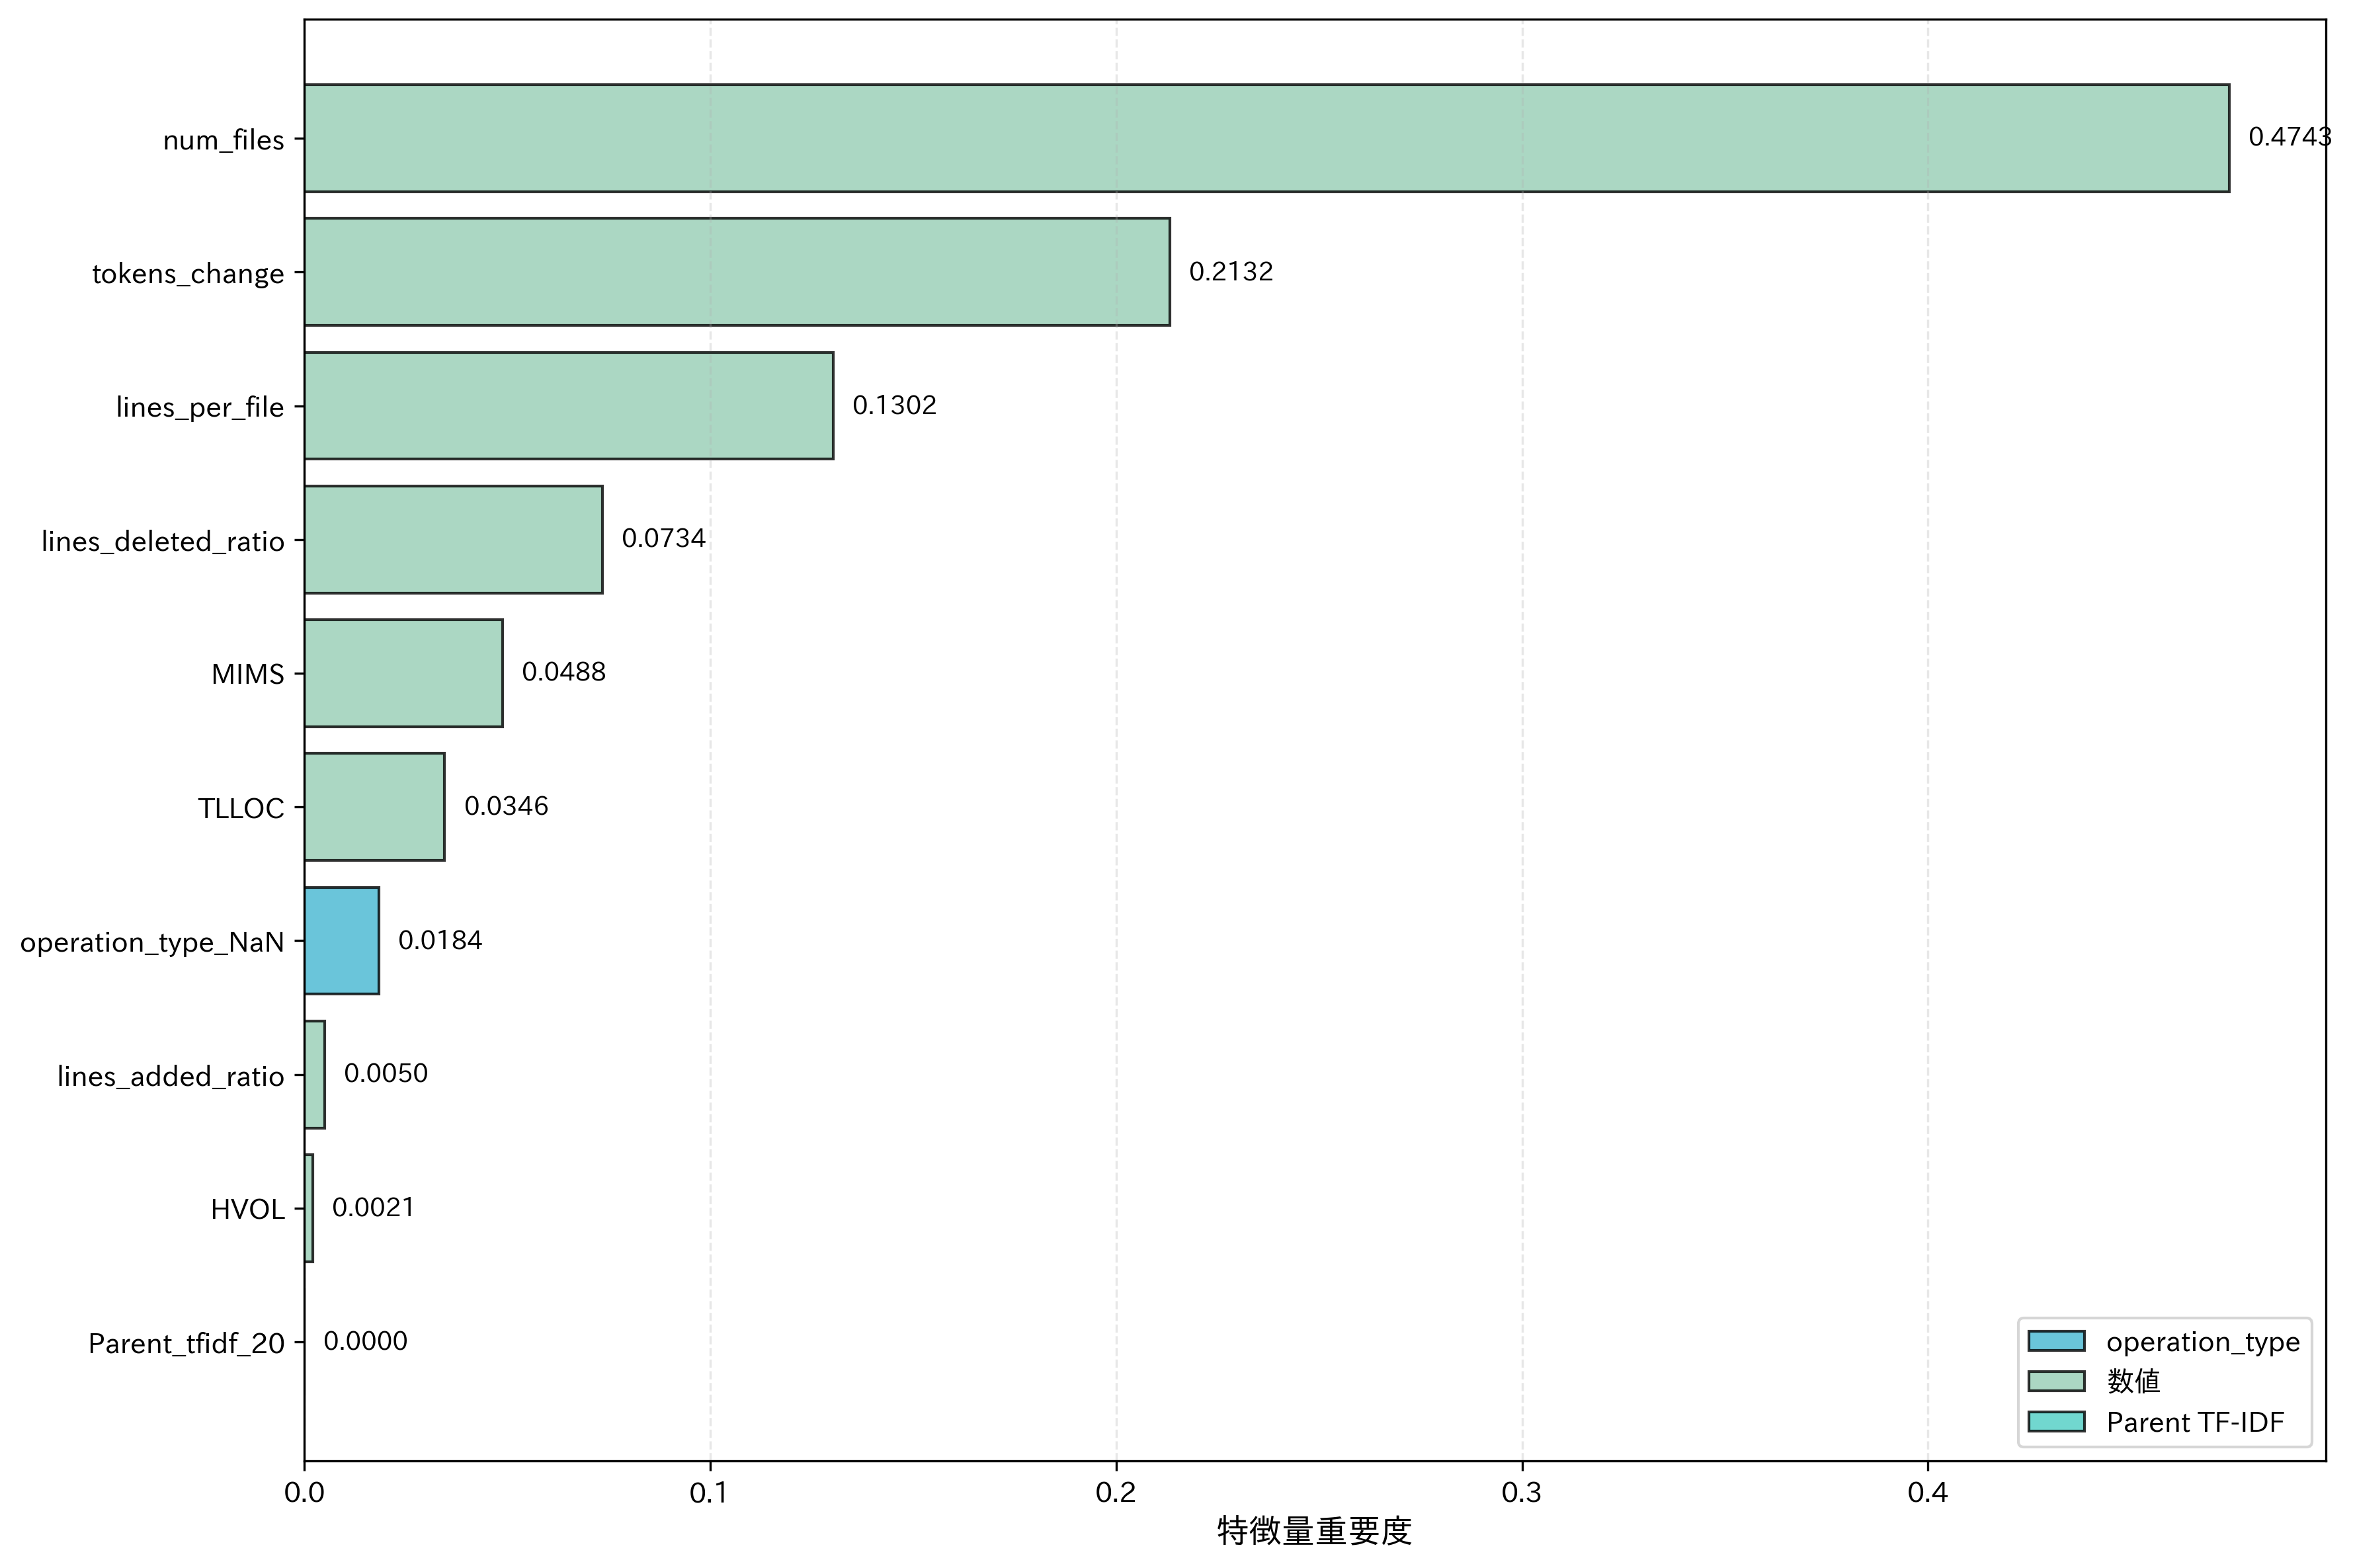 num_files 0.4743
tokens_change 0.2132
lines_per_file 0.1302
lines_deleted_ratio 0.0734
MIMS 0.0488
TLLOC 0.0346
operation_type_NaN 0.0184
lines_added_ratio 0.0050
HVOL 0.0021
Parent_tfidf_20 0.0000
operation_type
数値
Parent TF-IDF
0.0 0.1 0.2 0.3 0.4
特徴量重要度